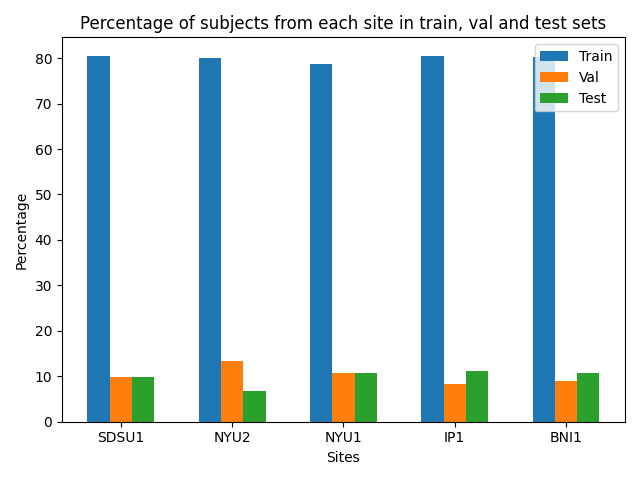 Percentage of subjects from each site in train, val and test sets
Train
Val
Test
Percentage
80
70
60
50
40
30
20
10
0
SDSU1 NYU2 NYU1 IP1 BNI1
Sites